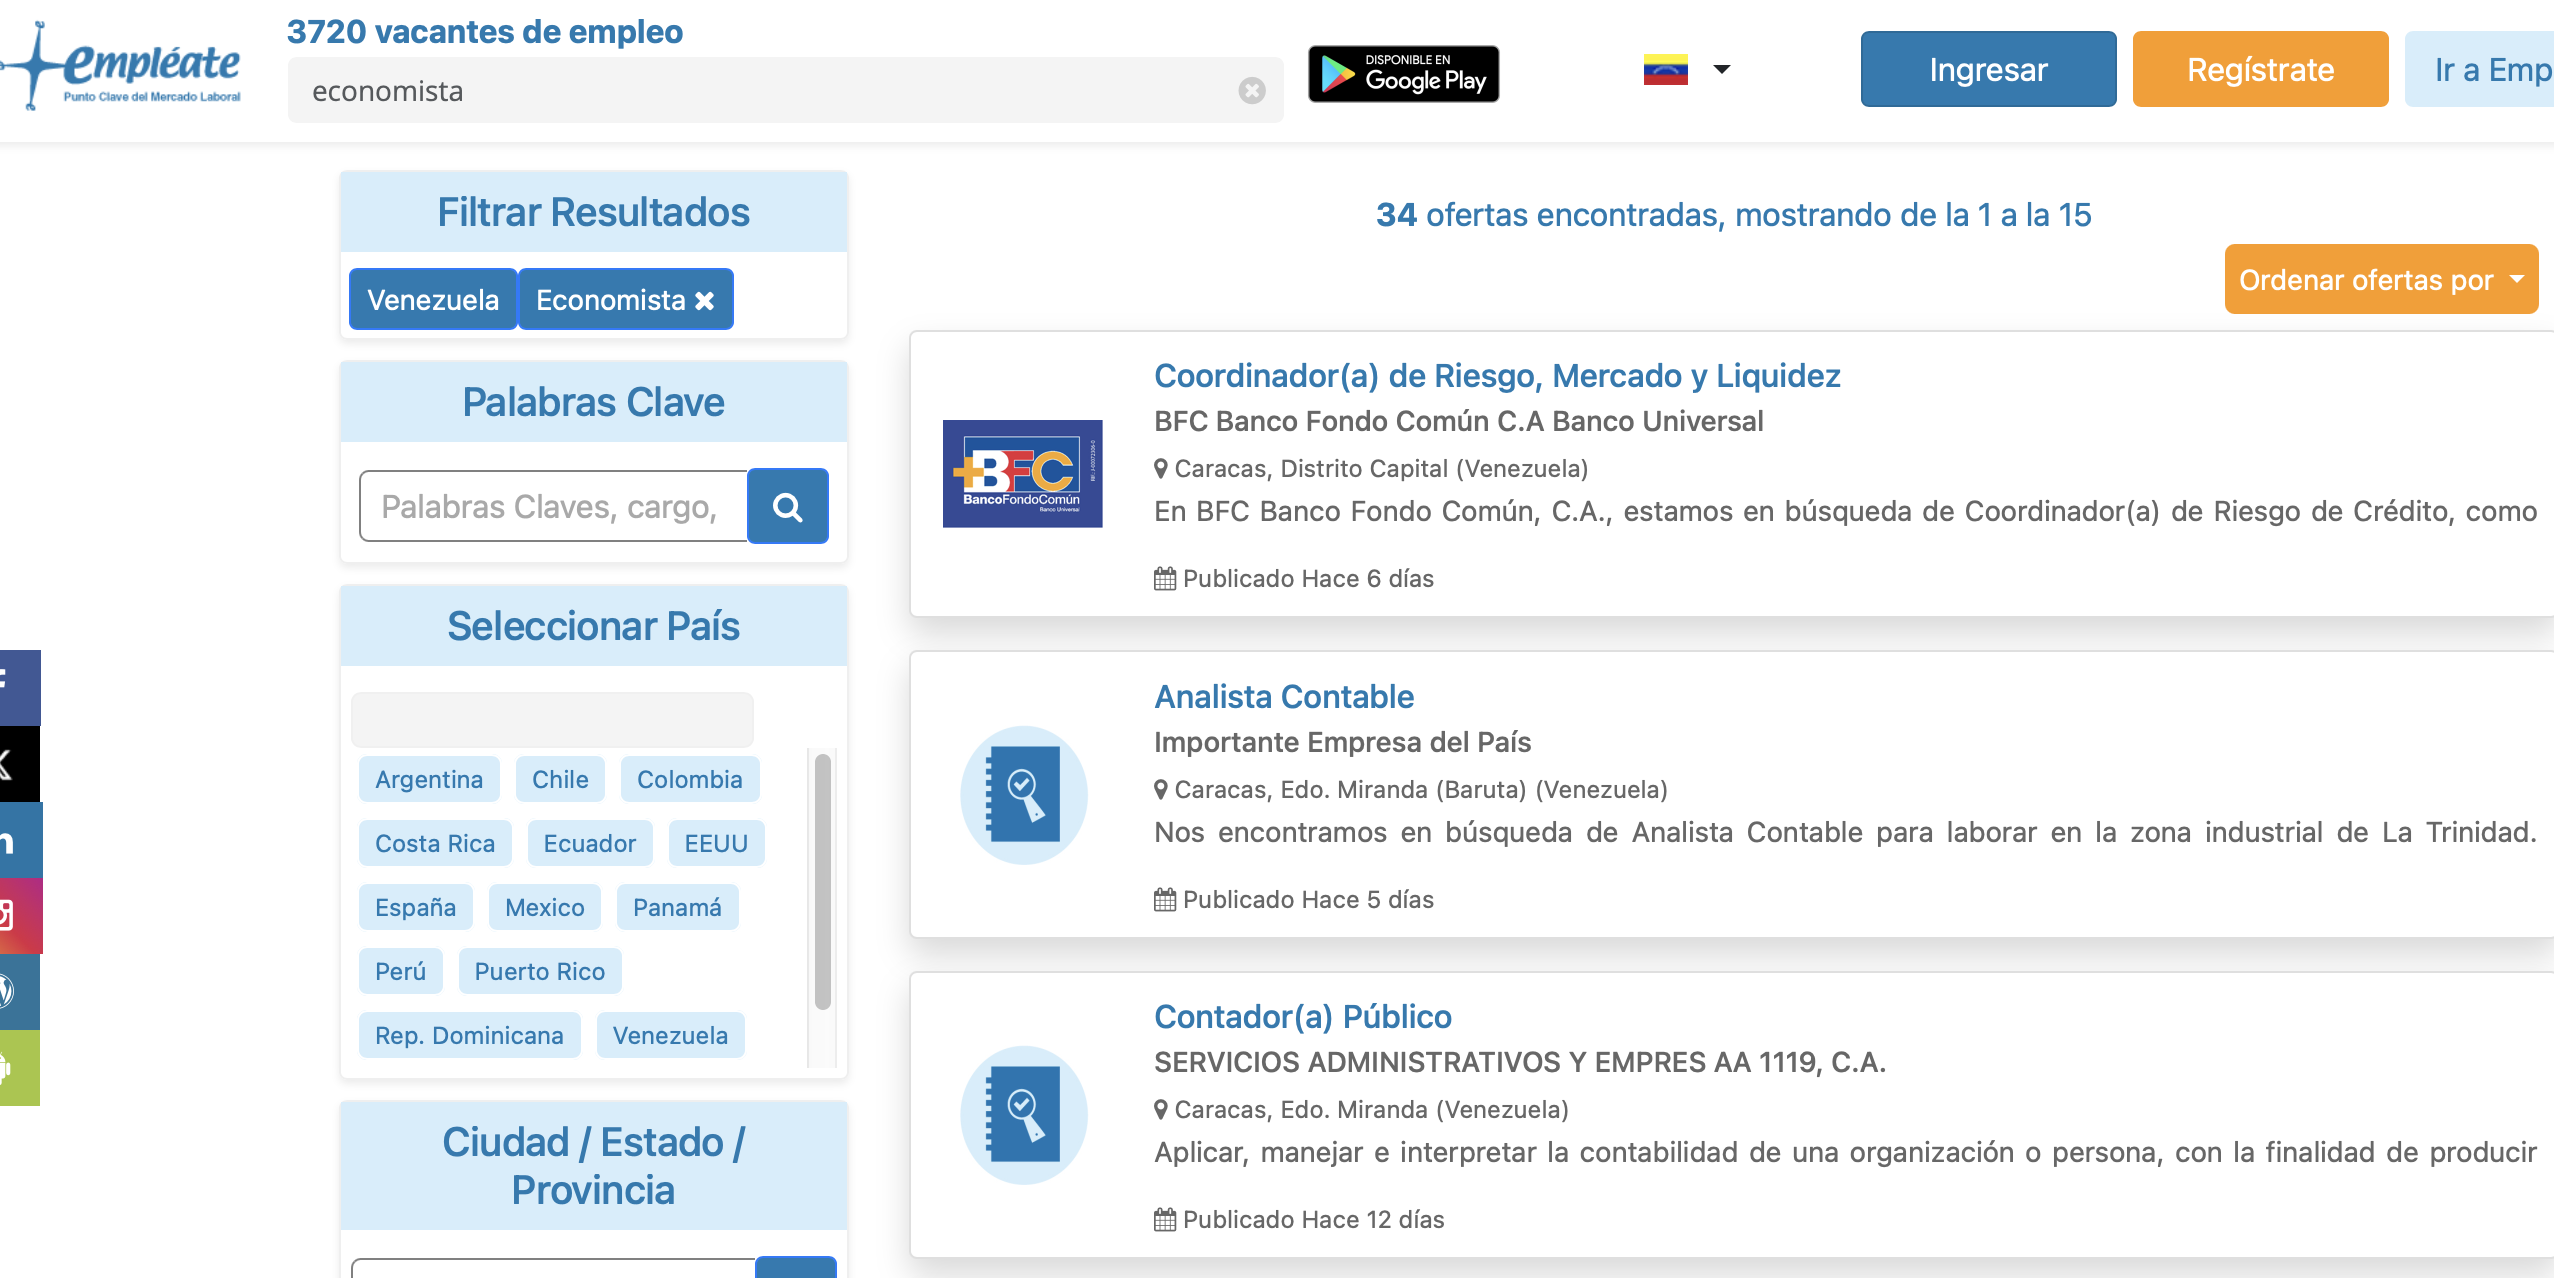 3720 vacantes de empleo
empléate
Punto Clave del Mercado Laboral
economista
DISPONIBLE EN
Google Play
Ingresar
Regístrate
Ir a Emp
Filtrar Resultados
Venezuela
Economista
Palabras Clave
Palabras Claves, cargo,
Seleccionar País
Argentina
Chile
Colombia
Costa Rica
Ecuador
EEUU
España
Mexico
Panamá
Perú
Puerto Rico
Rep. Dominicana
Venezuela
Ciudad / Estado /
Provincia
34 ofertas encontradas, mostrando de la 1 a la 15
Ordenar ofertas por
BFC
BancoFondoComún
Banco Universal
Coordinador(a) de Riesgo, Mercado y Liquidez
BFC Banco Fondo Común C.A Banco Universal
Caracas, Distrito Capital (Venezuela)
En BFC Banco Fondo Común, C.A., estamos en búsqueda de Coordinador(a) de Riesgo de Crédito, como
Publicado Hace 6 días
Analista Contable
Importante Empresa del País
Caracas, Edo. Miranda (Baruta) (Venezuela)
Nos encontramos en búsqueda de Analista Contable para laborar en la zona industrial de La Trinidad.
Publicado Hace 5 días
Contador(a) Público
SERVICIOS ADMINISTRATIVOS Y EMPRES AA 1119, C.A.
Caracas, Edo. Miranda (Venezuela)
Aplicar, manejar e interpretar la contabilidad de una organización o persona, con la finalidad de producir
Publicado Hace 12 días